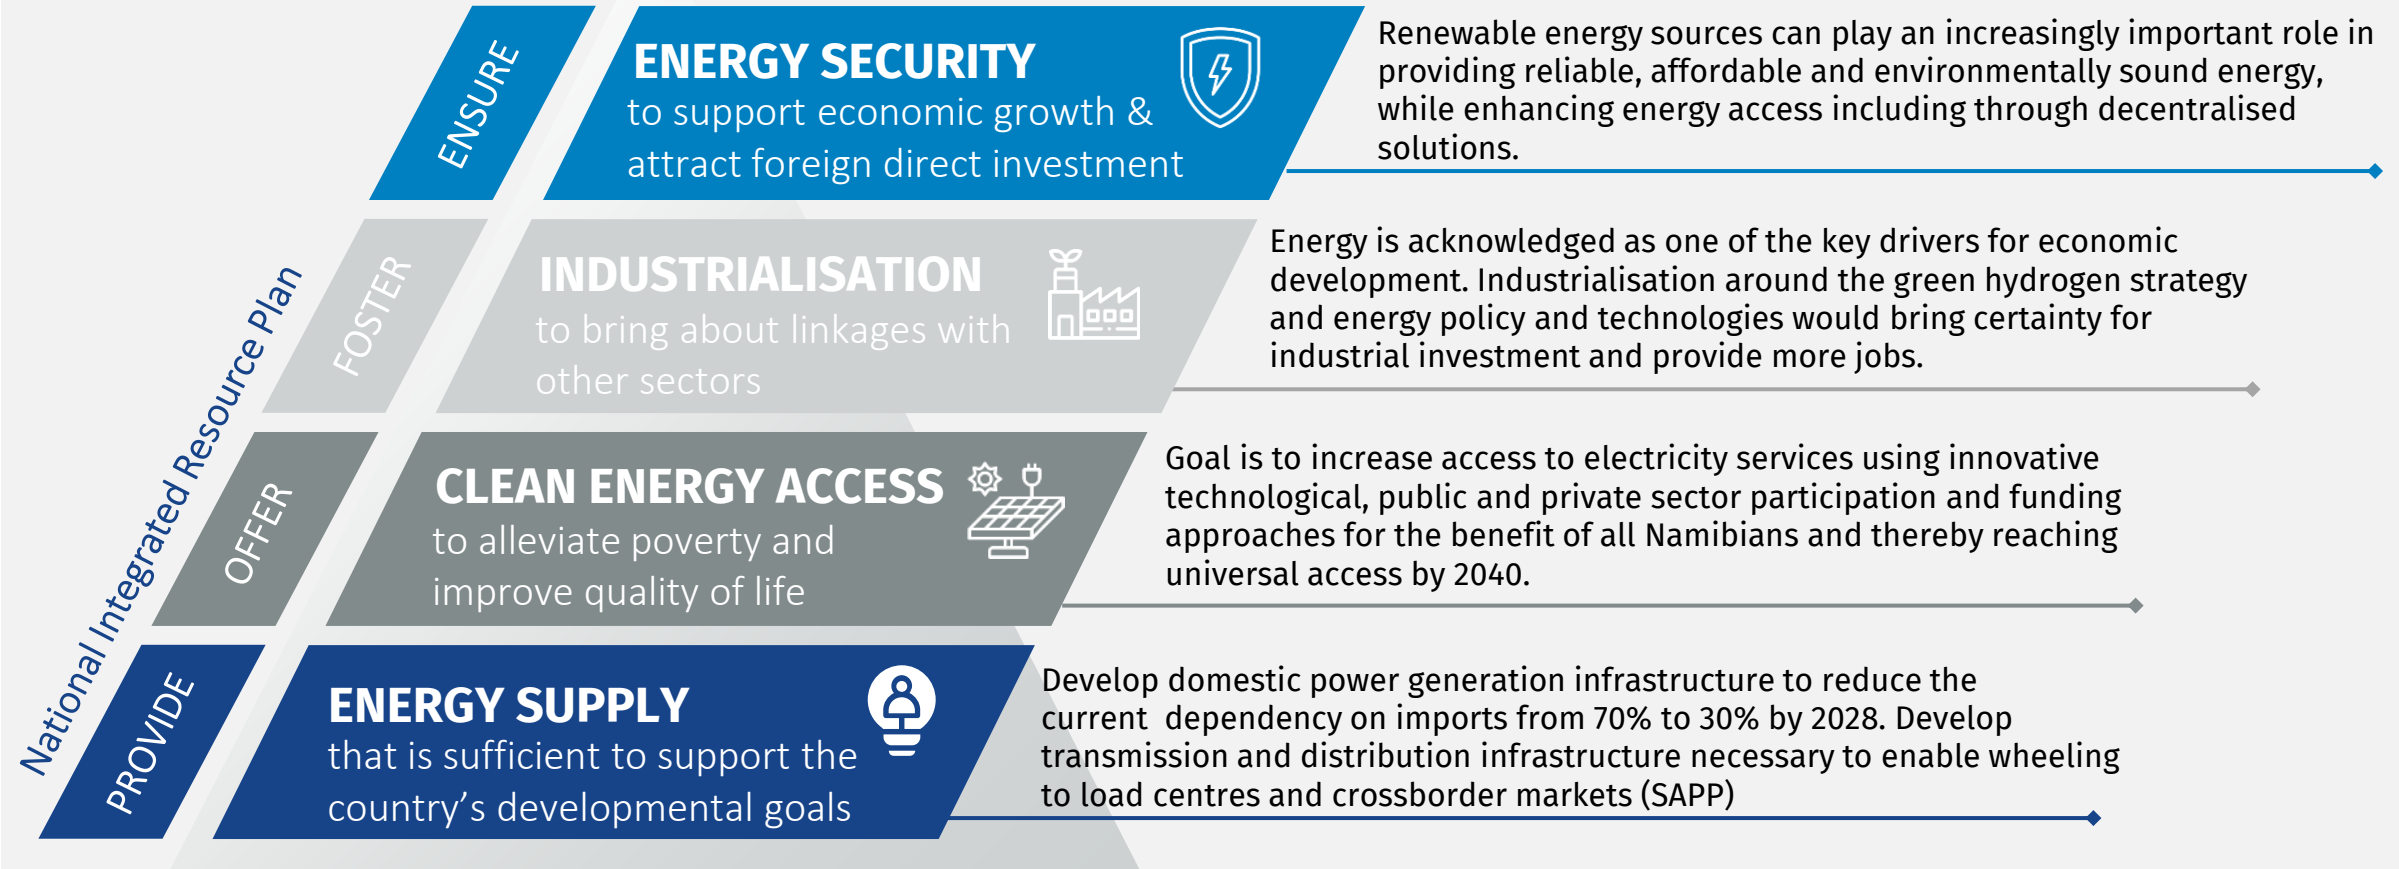 National Integrated Resource Plan
ENSURE
ENERGY SECURITY
to support economic growth &
attract foreign direct investment
Renewable energy sources can play an increasingly important role in
providing reliable, affordable and environmentally sound energy,
while enhancing energy access including through decentralised
solutions.
FOSTER
INDUSTRIALISATION
to bring about linkages with
other sectors
Energy is acknowledged as one of the key drivers for economic
development. Industrialisation around the green hydrogen strategy
and energy policy and technologies would bring certainty for
industrial investment and provide more jobs.
OFFER
CLEAN ENERGY ACCESS
to alleviate poverty and
improve quality of life
Goal is to increase access to electricity services using innovative
technological, public and private sector participation and funding
approaches for the benefit of all Namibians and thereby reaching
universal access by 2040.
PROVIDE
ENERGY SUPPLY
that is sufficient to support the
country’s developmental goals
Develop domestic power generation infrastructure to reduce the
current  dependency on imports from 70% to 30% by 2028. Develop
transmission and distribution infrastructure necessary to enable wheeling
to load centres and crossborder markets (SAPP)